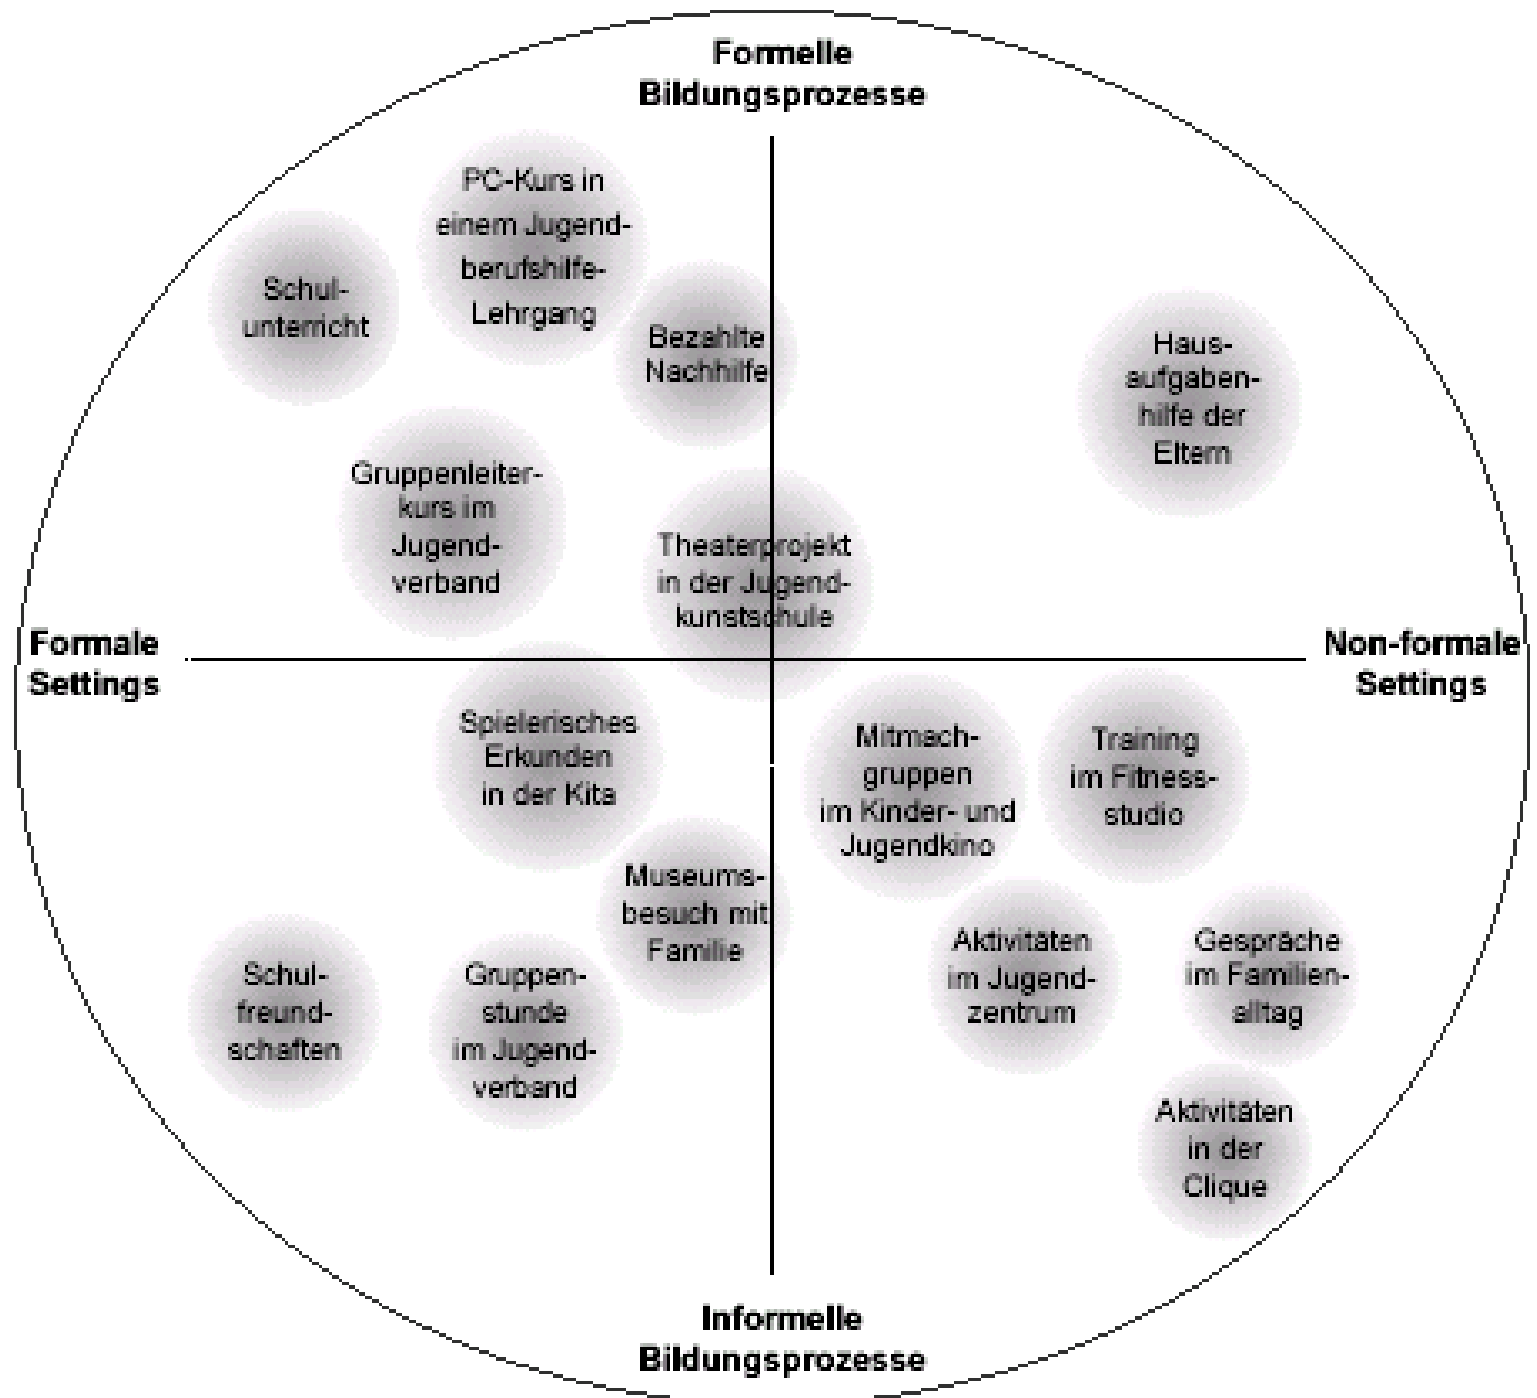 Formelle
Bildungsprozesse
PC-Kurs in
einem Jugend-
berufshilfe-
Lehrgang
Schul-
unterricht
Bezahlte
Nachhilfe
Haus-
aufgaben-
hilfe der
Eltern
Gruppenleiter-
kurs im
Jugend-
verband
Theaterprojekt
in der Jugend-
kunstschule
Formale
Settings
Non-formale
Settings
Spielerisches
Erkunden
in der Kita
Mitmach-
gruppen
im Kinder- und
Jugendkino
Training
im Fitness-
studio
Museums-
besuch mit
Familie
Aktivitäten
im Jugend-
zentrum
Gespräche
im Familien-
alltag
Schul-
freund-
schaften
Gruppen-
stunde
im Jugend-
verband
Aktivitäten
in der
Clique
Informelle
Bildungsprozesse